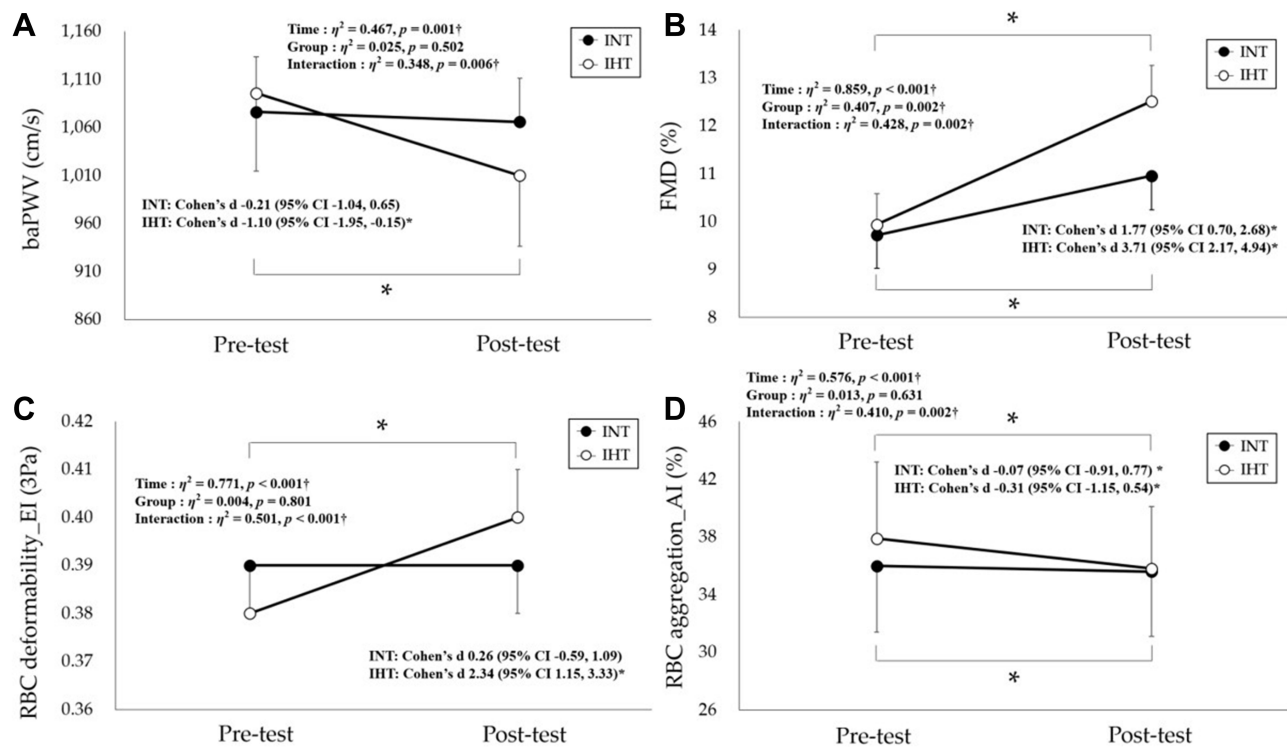 A
baPWV (cm/s)
1,160
1,110
1,060
1,010
960
910
860
Time : η² = 0.467, p = 0.001†
Group : η² = 0.025, p = 0.502
Interaction : η² = 0.348, p = 0.006†
INT
IHT
INT: Cohen's d -0.21 (95% CI -1.04, 0.65)
IHT: Cohen's d -1.10 (95% CI -1.95, -0.15)*
*
Pre-test
Post-test
B
FMD (%)
14
13
12
11
10
9
8
*
INT
IHT
Time : η² = 0.859, p < 0.001†
Group : η² = 0.407, p = 0.002†
Interaction : η² = 0.428, p = 0.002†
INT: Cohen's d 1.77 (95% CI 0.70, 2.68)*
IHT: Cohen's d 3.71 (95% CI 2.17, 4.94)*
*
Pre-test
Post-test
C
RBC deformability_EI (3Pa)
0.42
0.41
0.40
0.39
0.38
0.37
0.36
*
INT
IHT
Time : η² = 0.771, p < 0.001†
Group : η² = 0.004, p = 0.801
Interaction : η² = 0.501, p < 0.001†
INT: Cohen's d 0.26 (95% CI -0.59, 1.09)
IHT: Cohen's d 2.34 (95% CI 1.15, 3.33)*
Pre-test
Post-test
D
RBC aggregation_AI (%)
46
42
38
34
30
26
Time : η² = 0.576, p < 0.001†
Group : η² = 0.013, p = 0.631
Interaction : η² = 0.410, p = 0.002†
*
INT
IHT
INT: Cohen's d -0.07 (95% CI -0.91, 0.77) *
IHT: Cohen's d -0.31 (95% CI -1.15, 0.54)*
*
Pre-test
Post-test